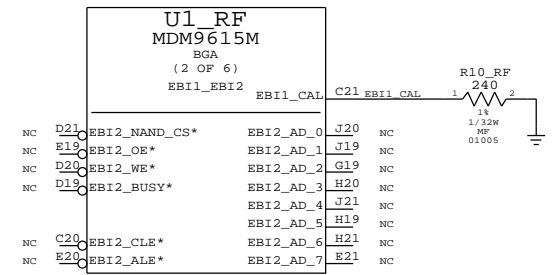 U1_RF
MDM9615M
BGA
(2 OF 6)
EBI1_EBI2
EBI1_CAL C21 EBI1_CAL
R10_RF
240
1 2
1%
1/32W
MF
01005
NC D21 EBI2_NAND_CS* EBI2_AD_0 J20 NC
NC E19 EBI2_OE* EBI2_AD_1 J19 NC
NC D20 EBI2_WE* EBI2_AD_2 G19 NC
NC D19 EBI2_BUSY* EBI2_AD_3 H20 NC
EBI2_AD_4 J21 NC
EBI2_AD_5 H19 NC
NC C20 EBI2_CLE* EBI2_AD_6 H21 NC
NC E20 EBI2_ALE* EBI2_AD_7 E21 NC